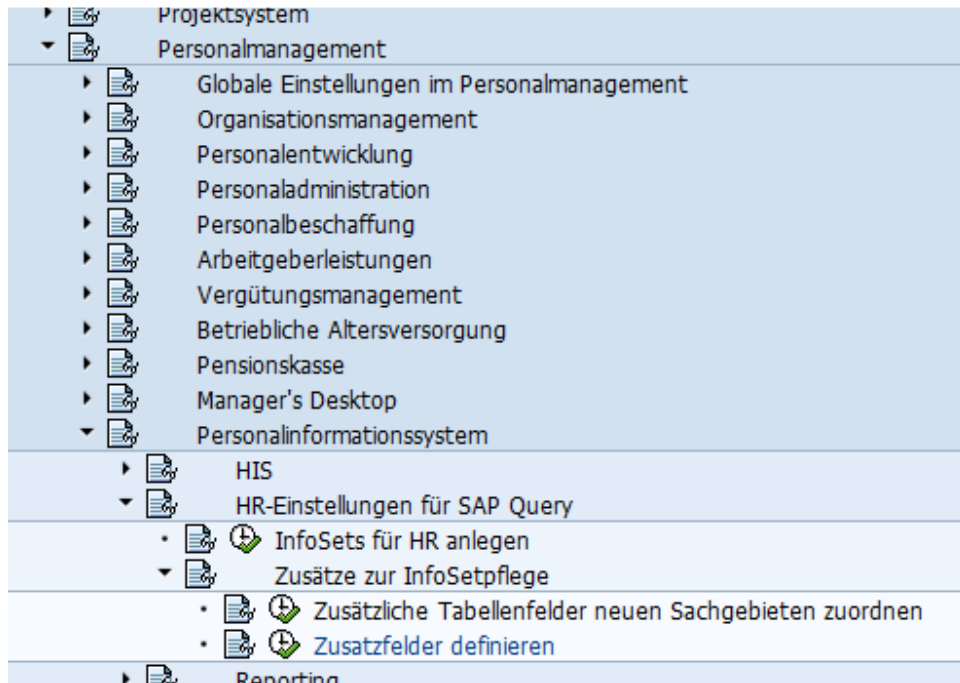 Projektsystem
Personalmanagement
Globale Einstellungen im Personalmanagement
Organisationsmanagement
Personalentwicklung
Personaladministration
Personalbeschaffung
Arbeitgeberleistungen
Vergütungsmanagement
Betriebliche Altersversorgung
Pensionskasse
Manager's Desktop
Personalinformationssystem
HIS
HR-Einstellungen für SAP Query
InfoSets für HR anlegen
Zusätze zur InfoSetpflege
Zusätzliche Tabellenfelder neuen Sachgebieten zuordnen
Zusatzfelder definieren
Reporting